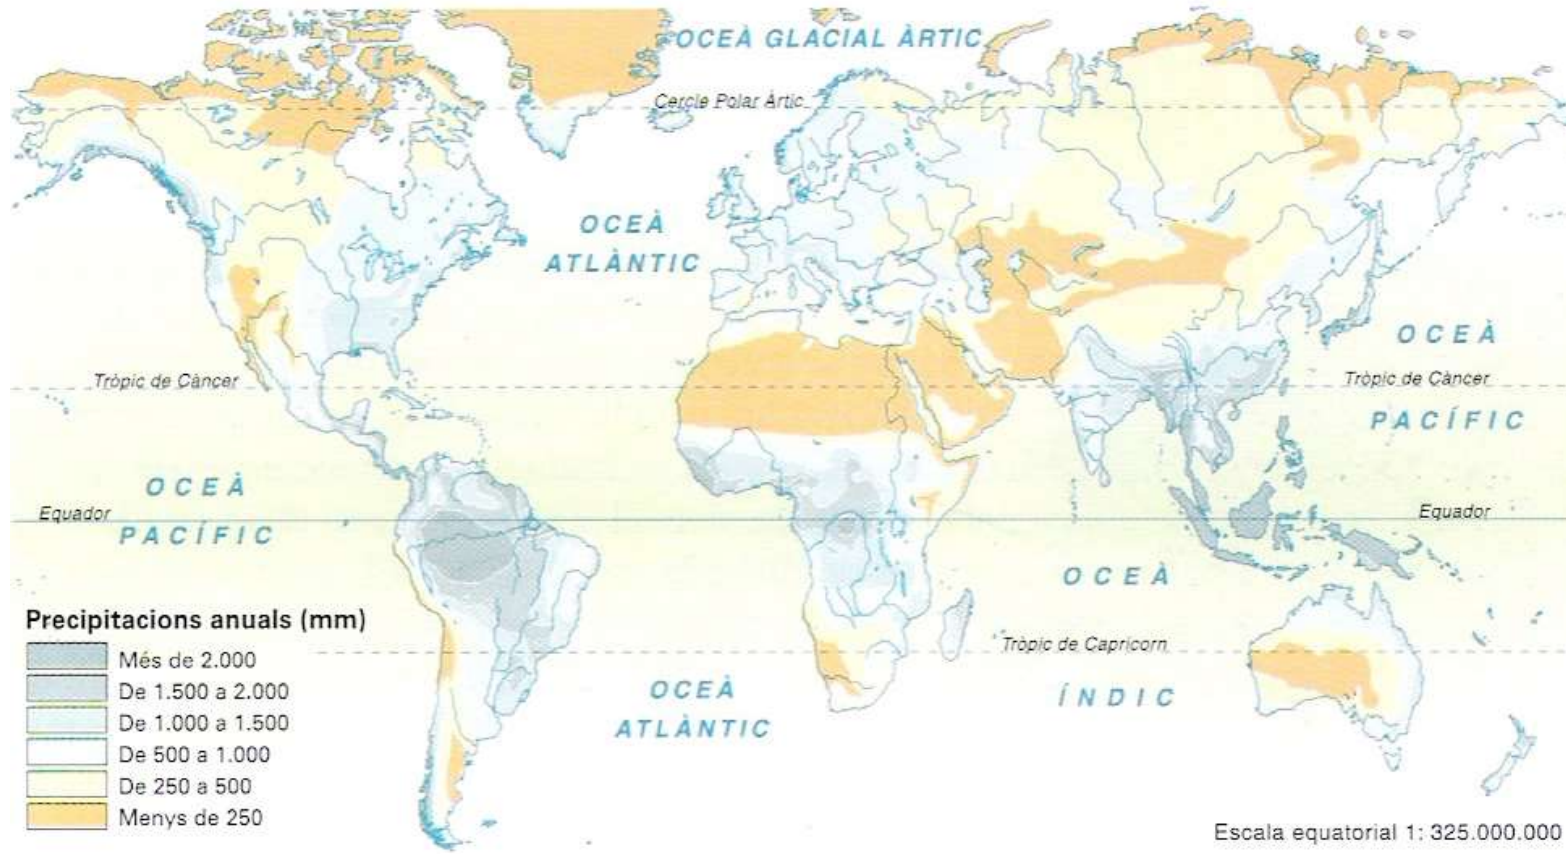 OCEÀ GLACIAL ÀRTIC
Cercle Polar Àrtic
OCEÀ
ATLÀNTIC
OCEÀ
Tròpic de Càncer
Tròpic de Càncer
PACÍFIC
OCEÀ
Equador
Equador
PACÍFIC
OCEÀ
Tròpic de Capricorn
ÍNDIC
OCEÀ
ATLÀNTIC
Precipitacions anuals (mm)
Més de 2.000
De 1.500 a 2.000
De 1.000 a 1.500
De 500 a 1.000
De 250 a 500
Menys de 250
Escala equatorial 1: 325.000.000